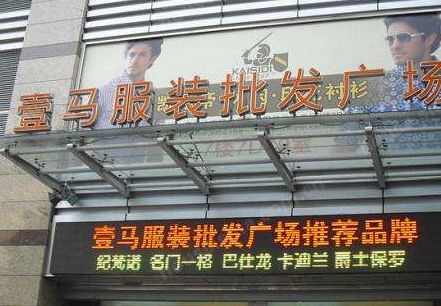 壹马服装批发广场
壹马服装批发广场推荐品牌
纪梵诺 名门一格 巴仕龙 卡迪兰 爵士保罗